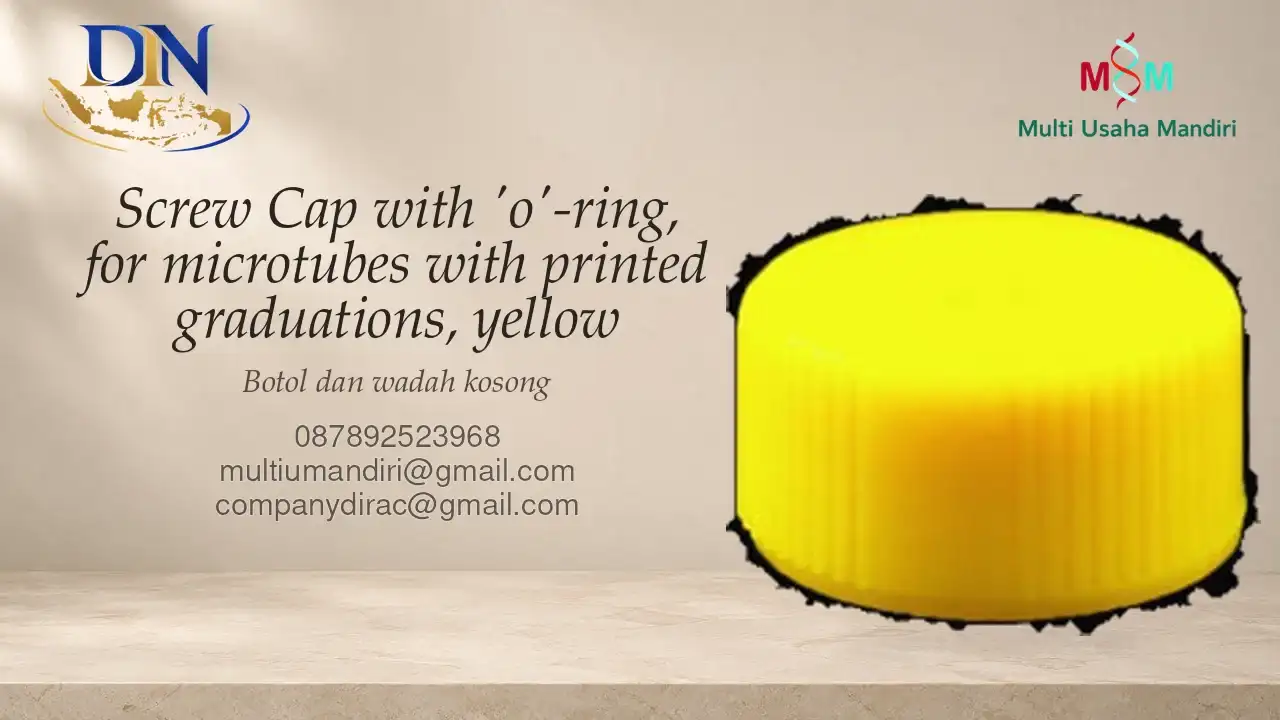 DIN
MSM
Multi Usaha Mandiri
Screw Cap with 'o'-ring,
for microtubes with printed
graduations, yellow
Botol dan wadah kosong
087892523968
multiumandiri@gmail.com
companydirac@gmail.com